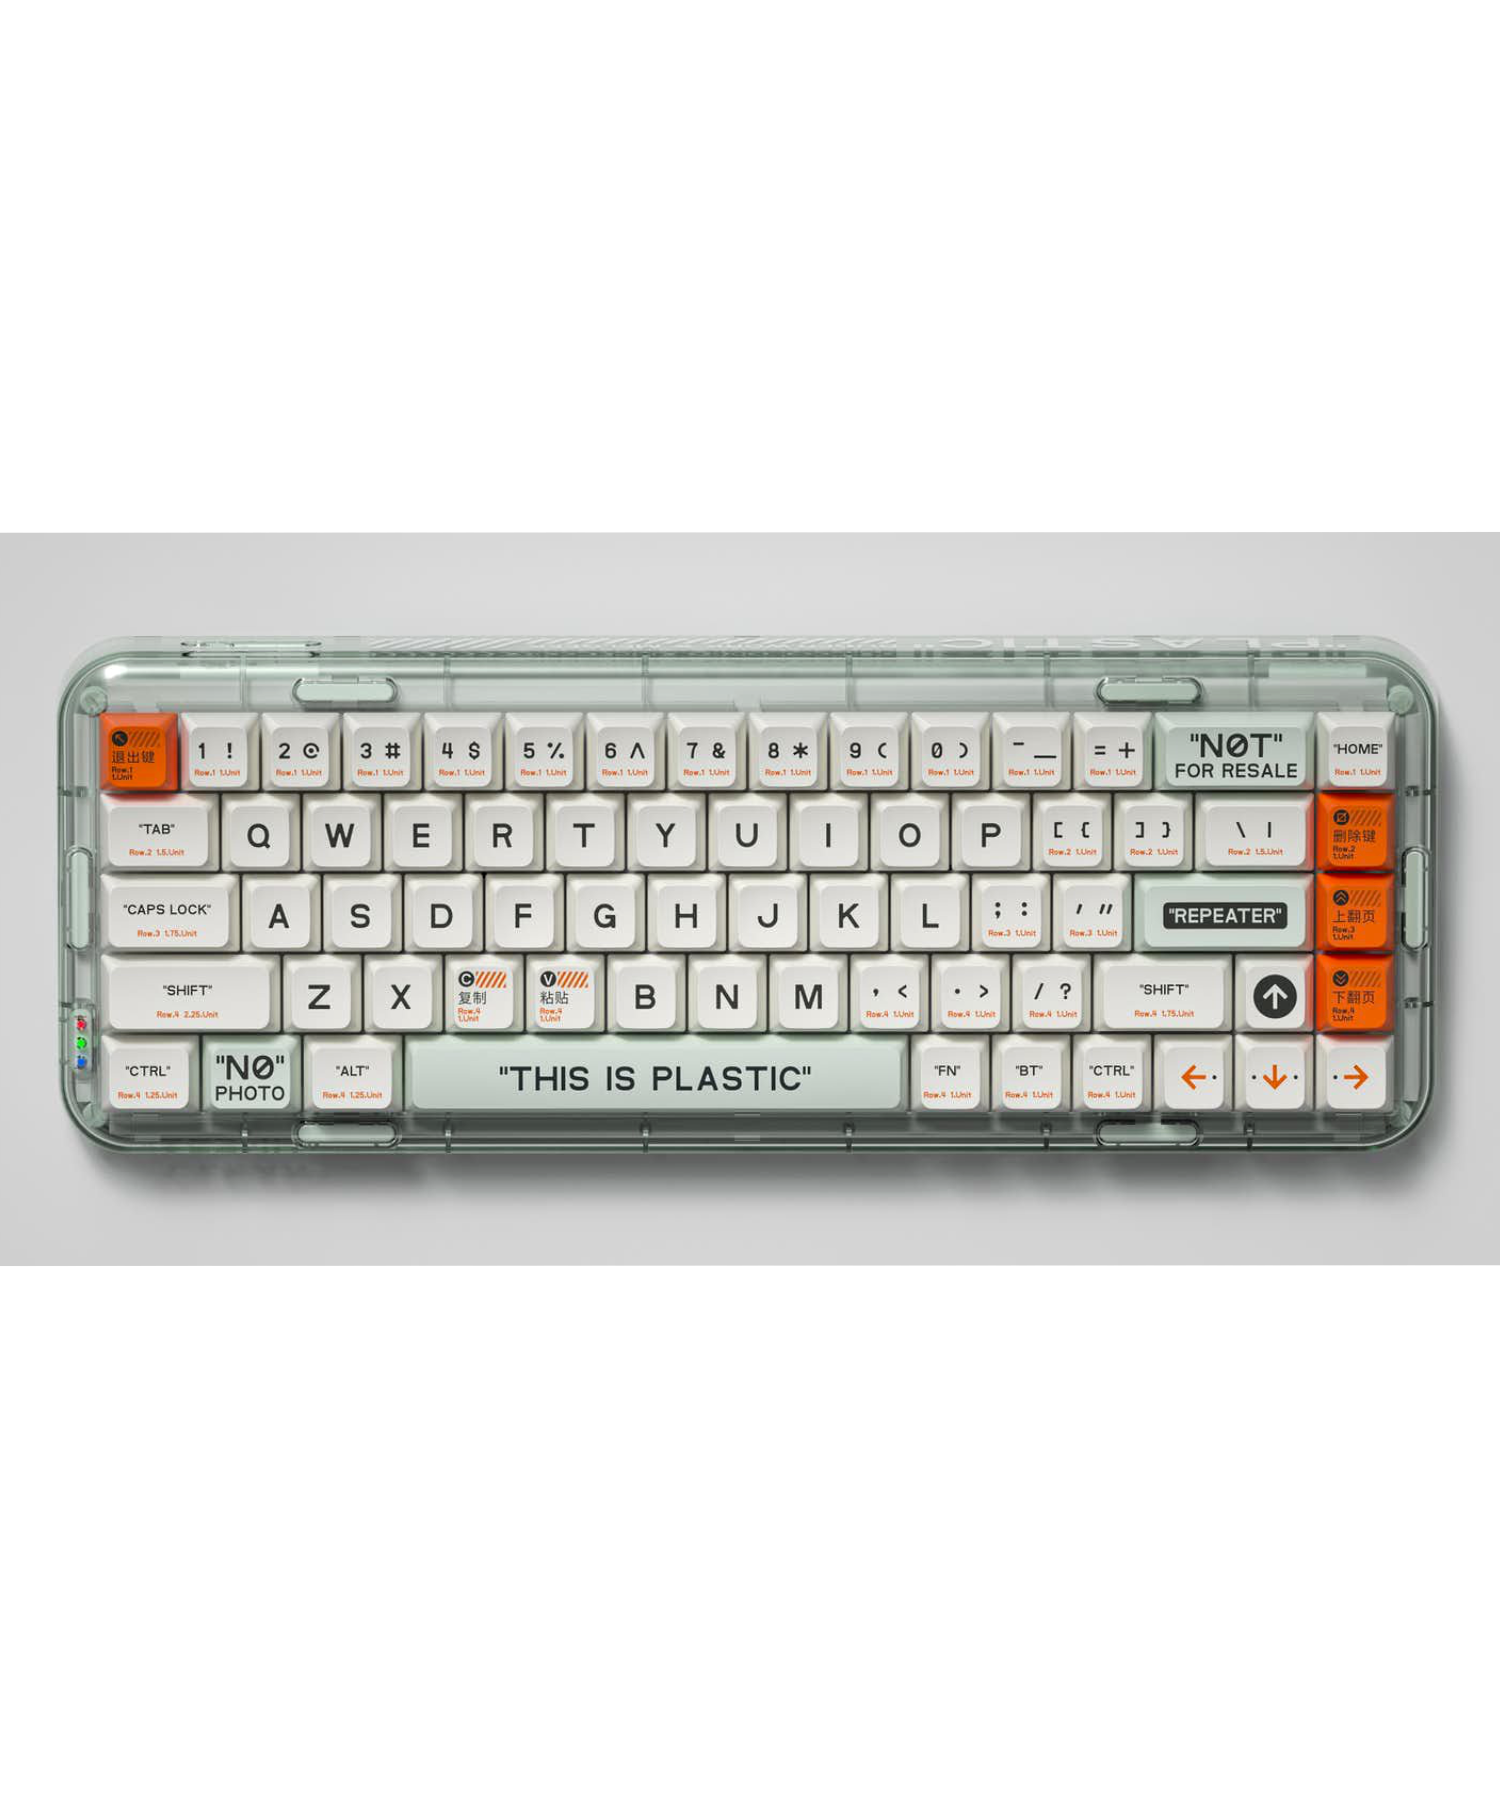 "PLASTIC"
退出键
Row.1
1.Unit
1 !
Row.1 1.Unit
2 @
Row.1 1.Unit
3 #
Row.1 1.Unit
4 $
Row.1 1.Unit
5 %
Row.1 1.Unit
6 ^
Row.1 1.Unit
7 &
Row.1 1.Unit
8 *
Row.1 1.Unit
9 (
Row.1 1.Unit
0 )
Row.1 1.Unit
- _
Row.1 1.Unit
= +
Row.1 1.Unit
"NØT"
FOR RESALE
"HOME"
Row.1 1.Unit
"TAB"
Row.2 1.5.Unit
Q
W
E
R
T
Y
U
I
O
P
[ {
Row.2 1.Unit
] }
Row.2 1.Unit
\ |
Row.2 1.5.Unit
删除键
Row.2
1.Unit
"CAPS LOCK"
Row.3 1.75.Unit
A
S
D
F
G
H
J
K
L
; :
Row.3 1.Unit
' "
Row.3 1.Unit
"REPEATER"
上翻页
Row.3
1.Unit
"SHIFT"
Row.4 2.25.Unit
Z
X
C
复制
Row.4
1.Unit
V
粘贴
Row.4
1.Unit
B
N
M
, <
Row.4 1.Unit
. >
Row.4 1.Unit
/ ?
Row.4 1.Unit
"SHIFT"
Row.4 1.75.Unit
↑
下翻页
Row.4
1.Unit
"CTRL"
Row.4 1.25.Unit
"NØ"
PHOTO
"ALT"
Row.4 1.25.Unit
"THIS IS PLASTIC"
"FN"
Row.4 1.Unit
"BT"
Row.4 1.Unit
"CTRL"
Row.4 1.Unit
←·
·↓·
·→